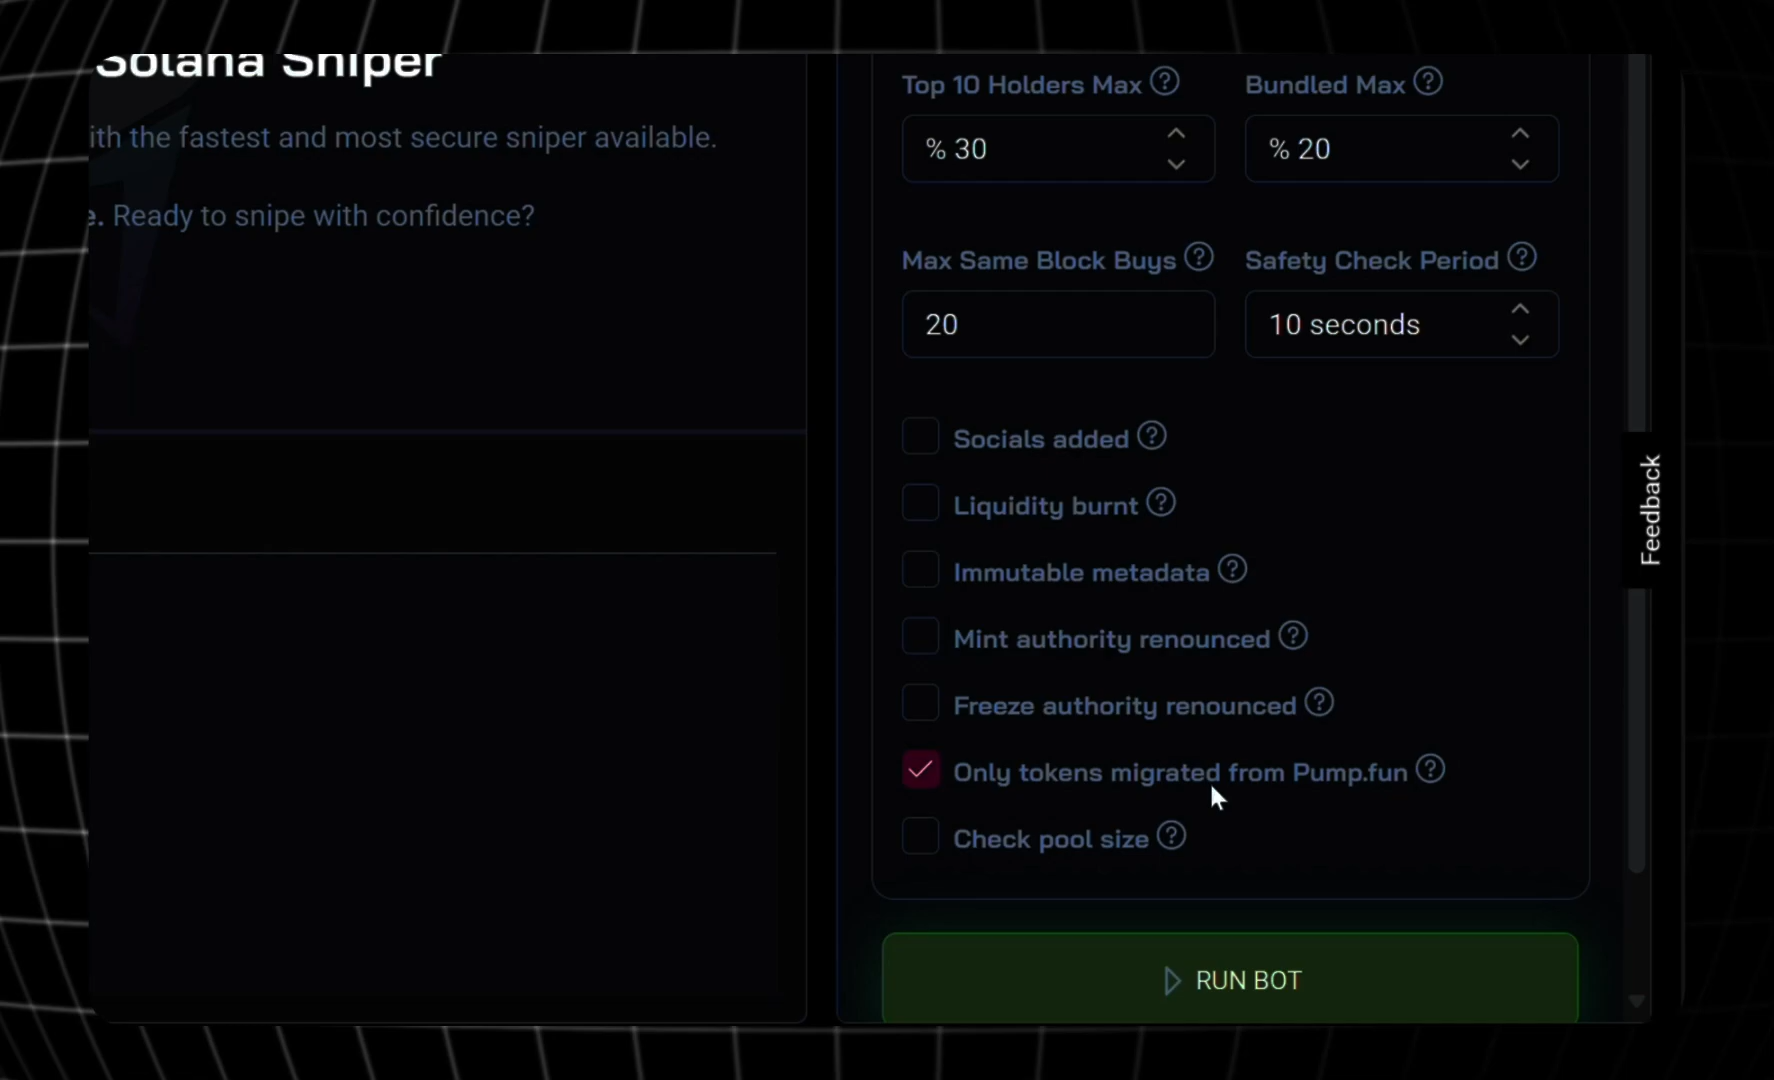 Solana Sniper
ith the fastest and most secure sniper available.
e. Ready to snipe with confidence?
Top 10 Holders Max ?
Bundled Max ?
% 30
% 20
Max Same Block Buys ?
Safety Check Period ?
20
10 seconds
Socials added ?
Liquidity burnt ?
Immutable metadata ?
Mint authority renounced ?
Freeze authority renounced ?
Only tokens migrated from Pump.fun ?
Check pool size ?
RUN BOT
Feedback